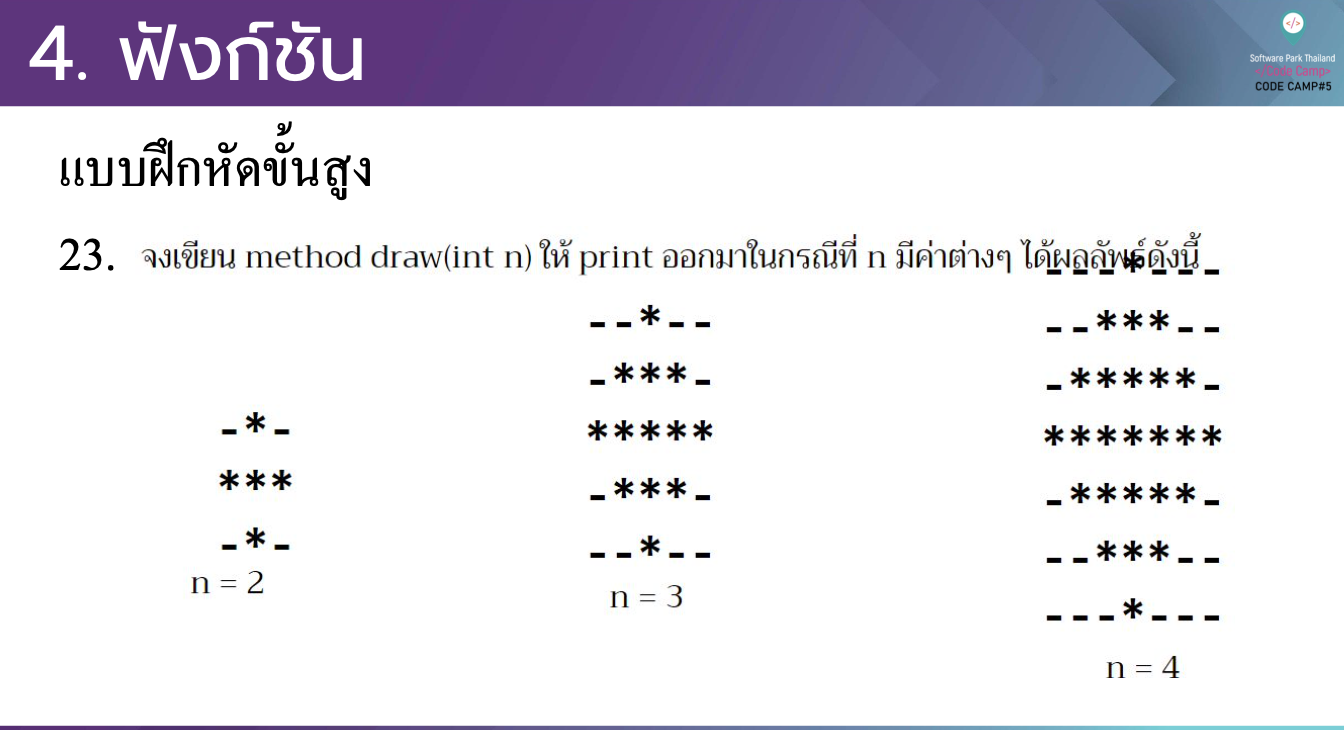 4. ฟังก์ชัน
</>
Software Park Thailand
</Code Camp>
CODE CAMP#5
แบบฝึกหัดขั้นสูง
23. จงเขียน method draw(int n) ให้ print ออกมาในกรณีที่ n มีค่าต่างๆ ได้ผลลัพธ์ดังนี้
-*-
***
-*-
n = 2
--*--
-***-
*****
-***-
--*--
n = 3
---*---
--***--
-*****-
*******
-*****-
--***--
---*---
n = 4